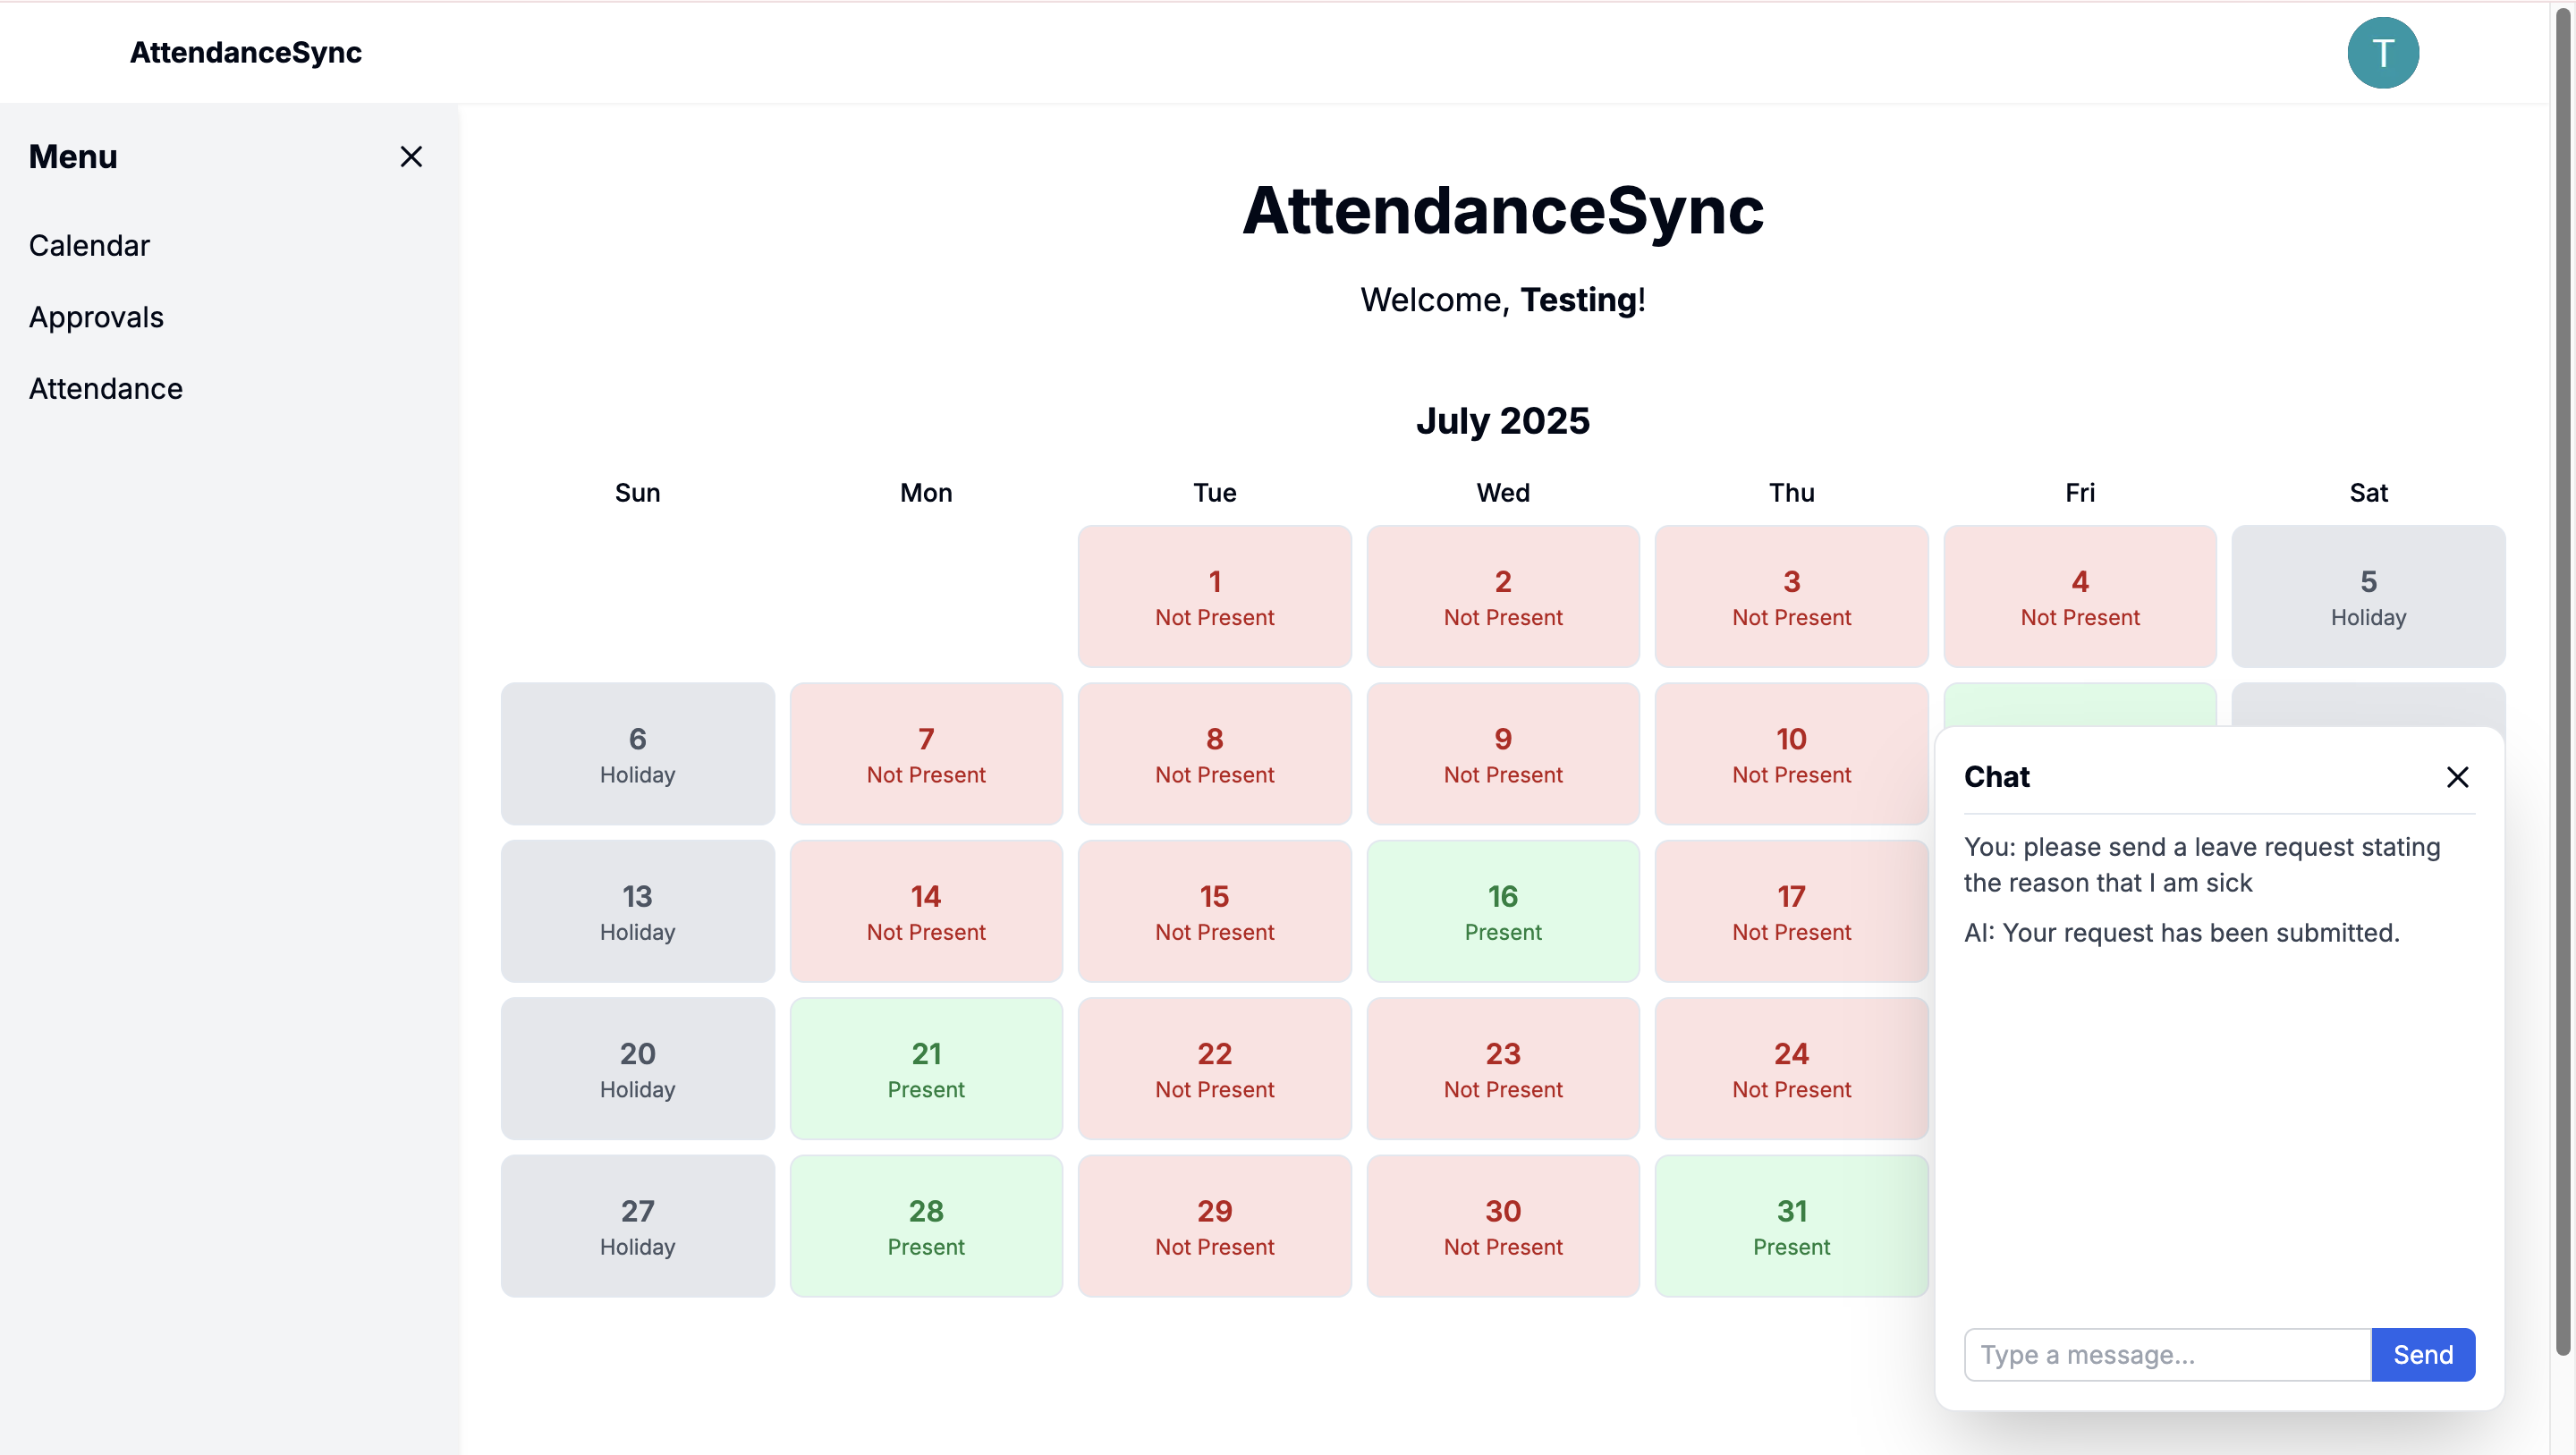 AttendanceSync
T
Menu
Calendar
Approvals
Attendance
AttendanceSync
Welcome, Testing!
July 2025
Sun Mon Tue Wed Thu Fri Sat
1 2 3 4 5
Not Present Not Present Not Present Not Present Holiday
6 7 8 9 10
Holiday Not Present Not Present Not Present Not Present
13 14 15 16 17
Holiday Not Present Not Present Present Not Present
20 21 22 23 24
Holiday Present Not Present Not Present Not Present
27 28 29 30 31
Holiday Present Not Present Not Present Present
Chat
You: please send a leave request stating
the reason that I am sick
AI: Your request has been submitted.
Type a message...
Send